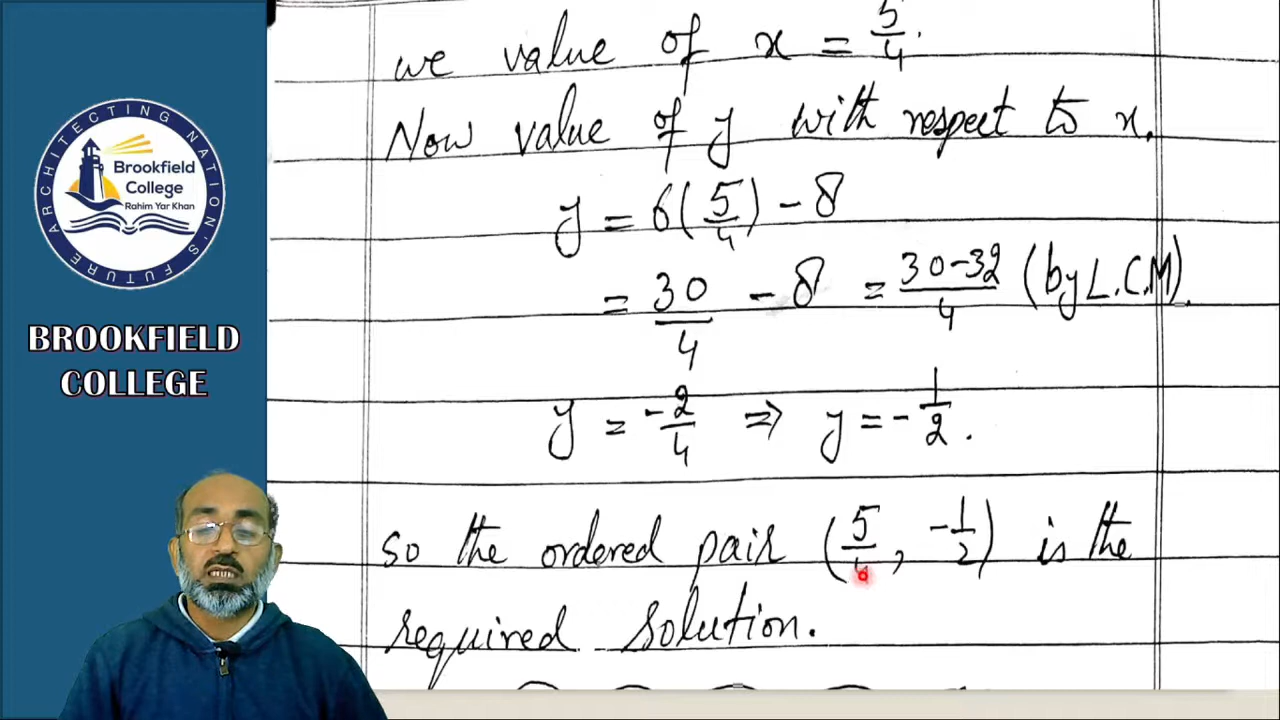 ARCHITECTING NATION'S FUTURE
Brookfield
College
Rahim Yar Khan
BROOKFIELD
COLLEGE
we value of x = 5/4.
Now value of y with respect to x.
y = 6(5/4) - 8
= 30/4 - 8 = 30-32/4 (by L.C.M).
y = -2/4 ⇒ y = -1/2.
so the ordered pair (5/4, -1/2) is the
required solution.